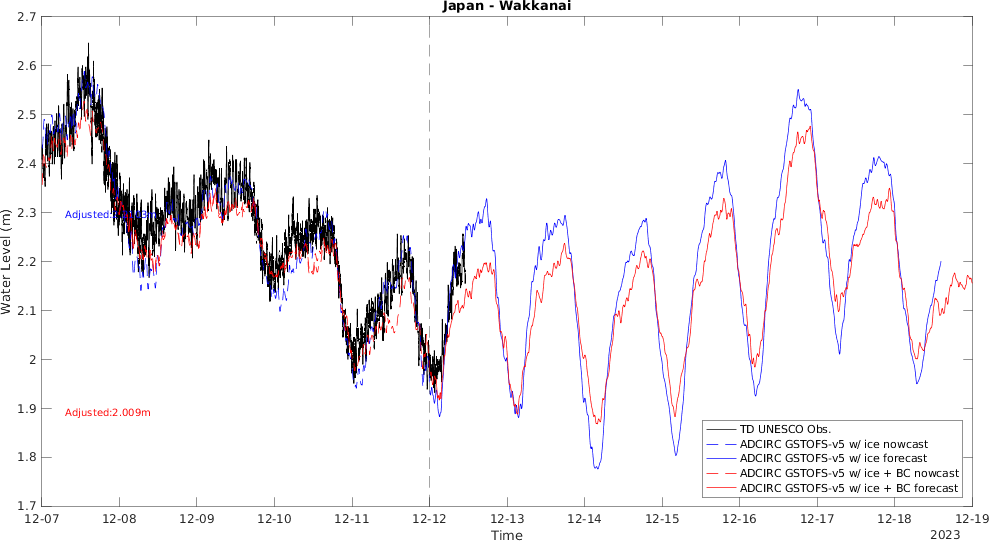 Japan - Wakkanai
2.7
2.6
2.5
2.4
2.3
2.2
2.1
2
1.9
1.8
1.7
Water Level (m)
Adjusted:
Adjusted:2.009m
TD UNESCO Obs.
ADCIRC GSTOFS-v5 w/ ice nowcast
ADCIRC GSTOFS-v5 w/ ice forecast
ADCIRC GSTOFS-v5 w/ ice + BC nowcast
ADCIRC GSTOFS-v5 w/ ice + BC forecast
12-07 12-08 12-09 12-10 12-11 12-12 12-13 12-14 12-15 12-16 12-17 12-18 12-19
Time
2023